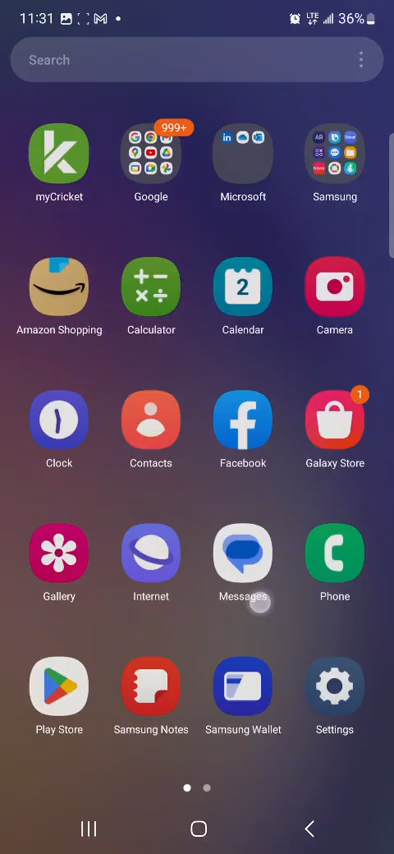 11:31 LTE 36%
Search
999+
myCricket Google Microsoft Samsung
2
Amazon Shopping Calculator Calendar Camera
1
Clock Contacts Facebook Galaxy Store
Gallery Internet Messages Phone
Play Store Samsung Notes Samsung Wallet Settings